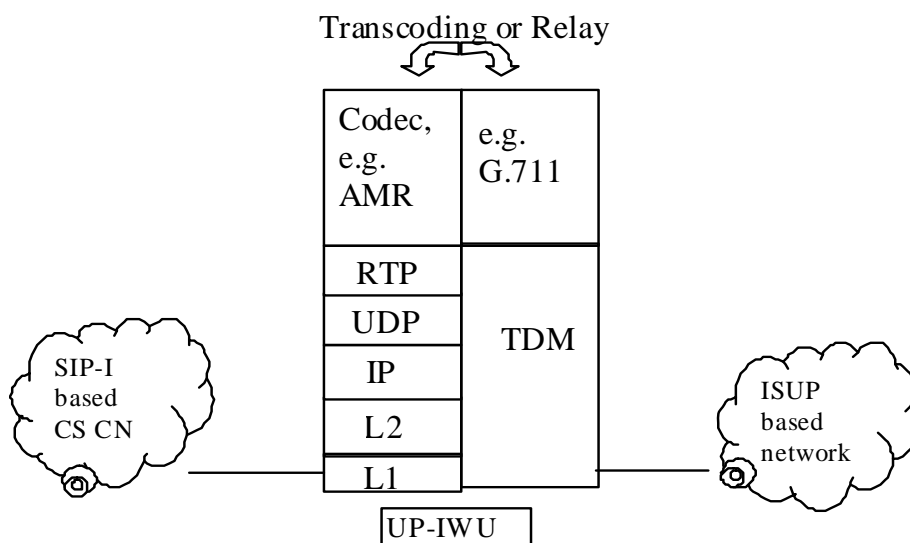 Transcoding or Relay
Codec,
e.g.
AMR
e.g.
G.711
RTP
UDP
IP
L2
L1
TDM
SIP-I
based
CS CN
ISUP
based
network
UP-IWU